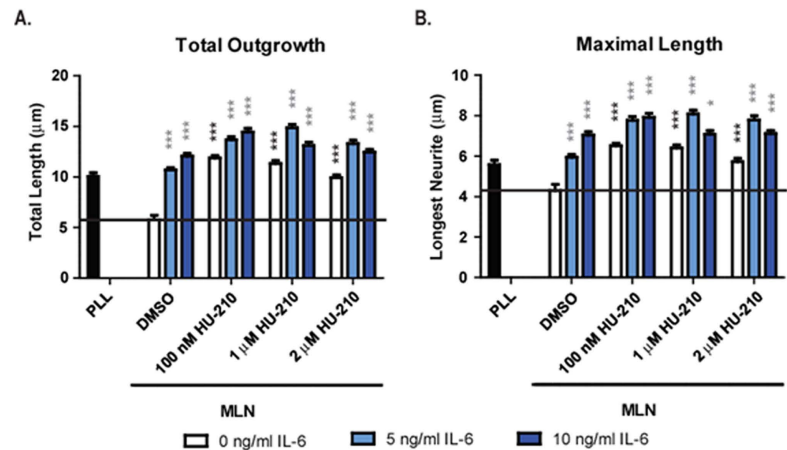 A.
Total Outgrowth
Total Length (μm)
20
15
10
5
0
***
***
***
***
***
***
***
***
***
***
***
PLL
DMSO
100 nM HU-210
1 μM HU-210
2 μM HU-210
MLN
B.
Maximal Length
Longest Neurite (μm)
10
8
6
4
2
0
***
***
***
***
***
***
***
*
***
***
***
PLL
DMSO
100 nM HU-210
1 μM HU-210
2 μM HU-210
MLN
0 ng/ml IL-6 5 ng/ml IL-6 10 ng/ml IL-6